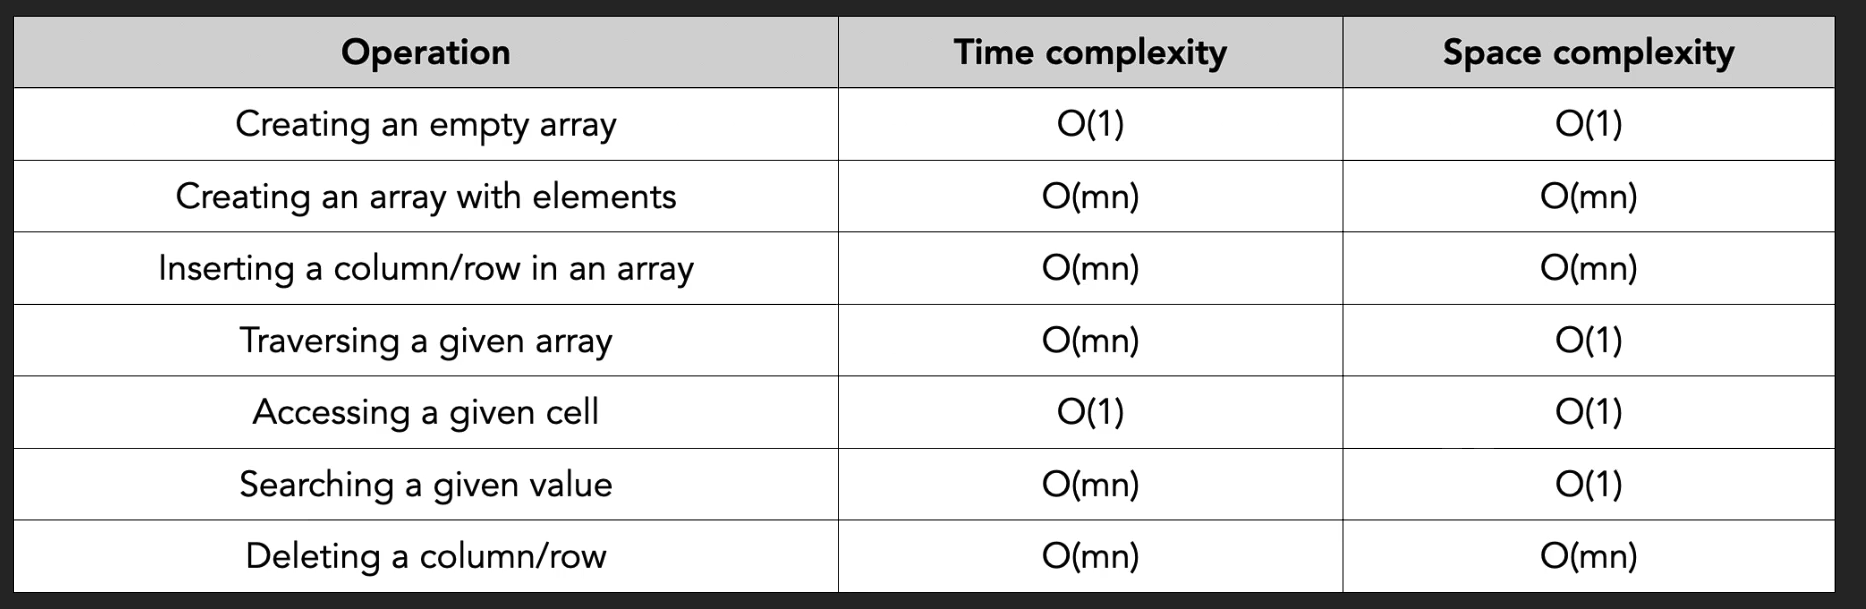 Operation Time complexity Space complexity
Creating an empty array O(1) O(1)
Creating an array with elements O(mn) O(mn)
Inserting a column/row in an array O(mn) O(mn)
Traversing a given array O(mn) O(1)
Accessing a given cell O(1) O(1)
Searching a given value O(mn) O(1)
Deleting a column/row O(mn) O(mn)